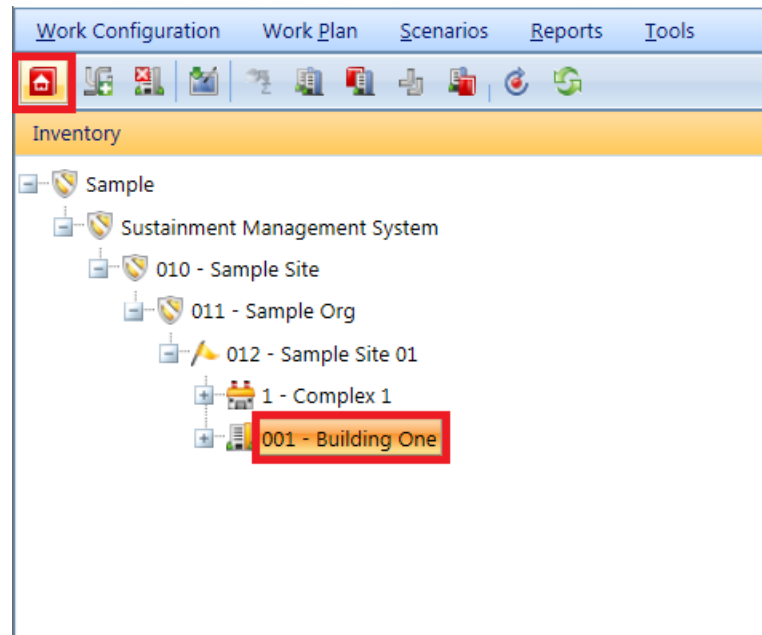 Work Configuration Work Plan Scenarios Reports Tools
Inventory
Sample
Sustainment Management System
010 - Sample Site
011 - Sample Org
012 - Sample Site 01
1 - Complex 1
001 - Building One